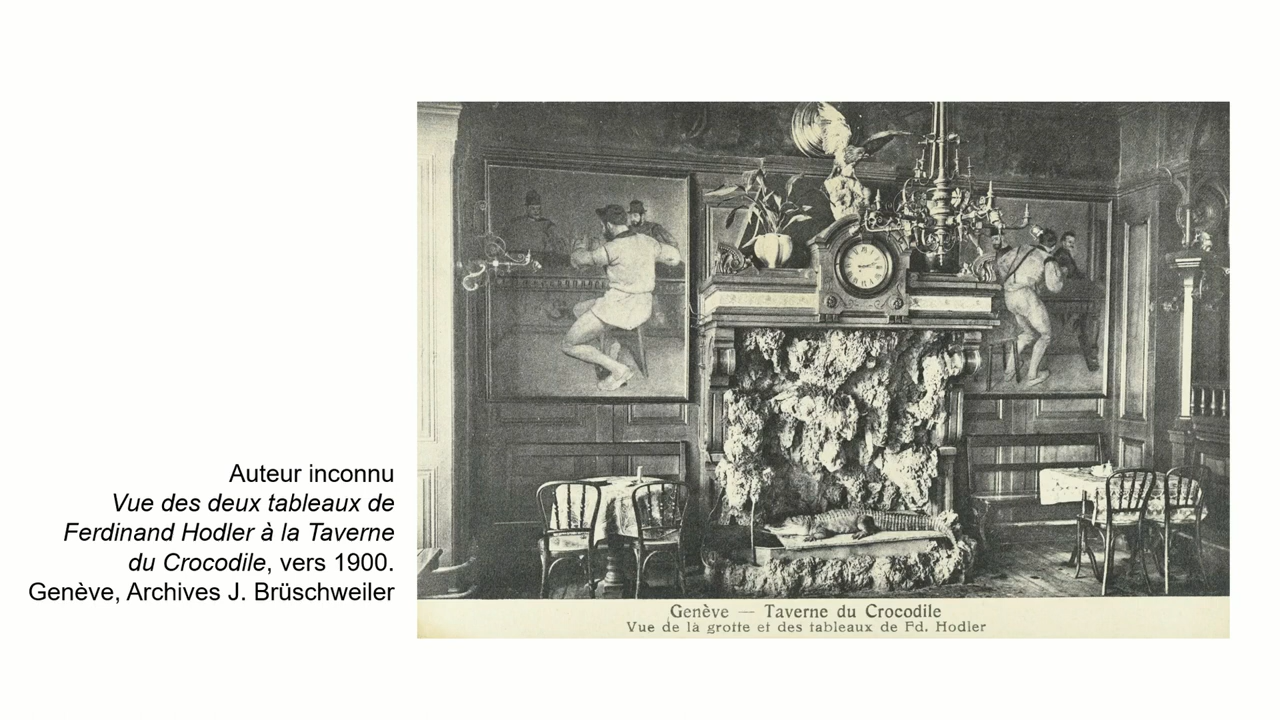 Auteur inconnu
Vue des deux tableaux de
Ferdinand Hodler à la Taverne
du Crocodile, vers 1900.
Genève, Archives J. Brüschweiler
Genève — Taverne du Crocodile
Vue de la grotte et des tableaux de Fd. Hodler